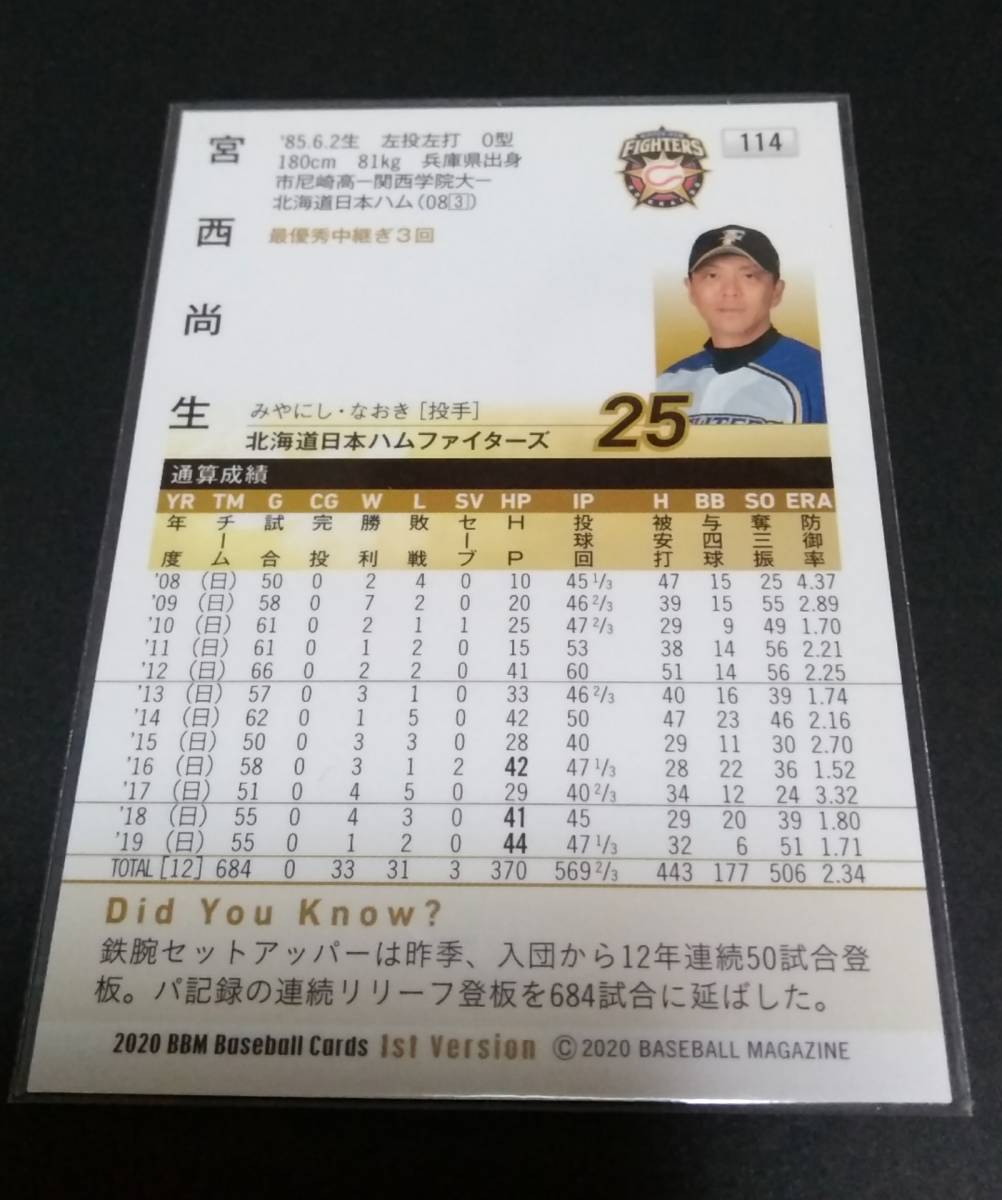 宮西尚生
'85.6.2生 左投左打 O型
180cm 81kg 兵庫県出身
市尼崎高ー関西学院大ー
北海道日本ハム(08③)
最優秀中継ぎ3回
FIGHTERS
114
みやにし・なおき [投手]
北海道日本ハムファイターズ
25
通算成績
YR TM G CG W L SV HP IP H BB SO ERA
年度 チーム 試合 完投 勝利 敗戦 セーブ HP 投球回 被安打 与四球 奪三振 防御率
'08 (日) 50 0 2 4 0 10 45 1/3 47 15 25 4.37
'09 (日) 58 0 7 2 0 20 46 2/3 39 15 55 2.89
'10 (日) 61 0 2 1 1 25 47 2/3 29 9 49 1.70
'11 (日) 61 0 1 2 0 15 53 38 14 56 2.21
'12 (日) 66 0 2 2 0 41 60 51 14 56 2.25
'13 (日) 57 0 3 1 0 33 46 2/3 40 16 39 1.74
'14 (日) 62 0 1 5 0 42 50 47 23 46 2.16
'15 (日) 50 0 3 3 0 28 40 29 11 30 2.70
'16 (日) 58 0 3 1 2 42 47 1/3 28 22 36 1.52
'17 (日) 51 0 4 5 0 29 40 2/3 34 12 24 3.32
'18 (日) 55 0 4 3 0 41 45 29 20 39 1.80
'19 (日) 55 0 1 2 0 44 47 1/3 32 6 51 1.71
TOTAL [12] 684 0 33 31 3 370 569 2/3 443 177 506 2.34
Did You Know?
鉄腕セットアッパーは昨季、入団から12年連続50試合登
板。パ記録の連続リリーフ登板を684試合に延ばした。
2020 BBM Baseball Cards 1st Version © 2020 BASEBALL MAGAZINE